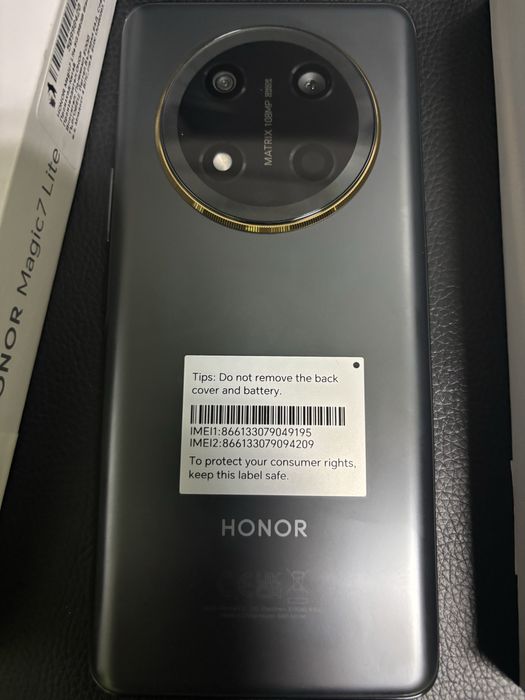 HONOR Magic7 Lite
MATRIX 108MP
Tips: Do not remove the back
cover and battery.
IMEI1:866133079049195
IMEI2:866133079094209
To protect your consumer rights,
keep this label safe.
HONOR